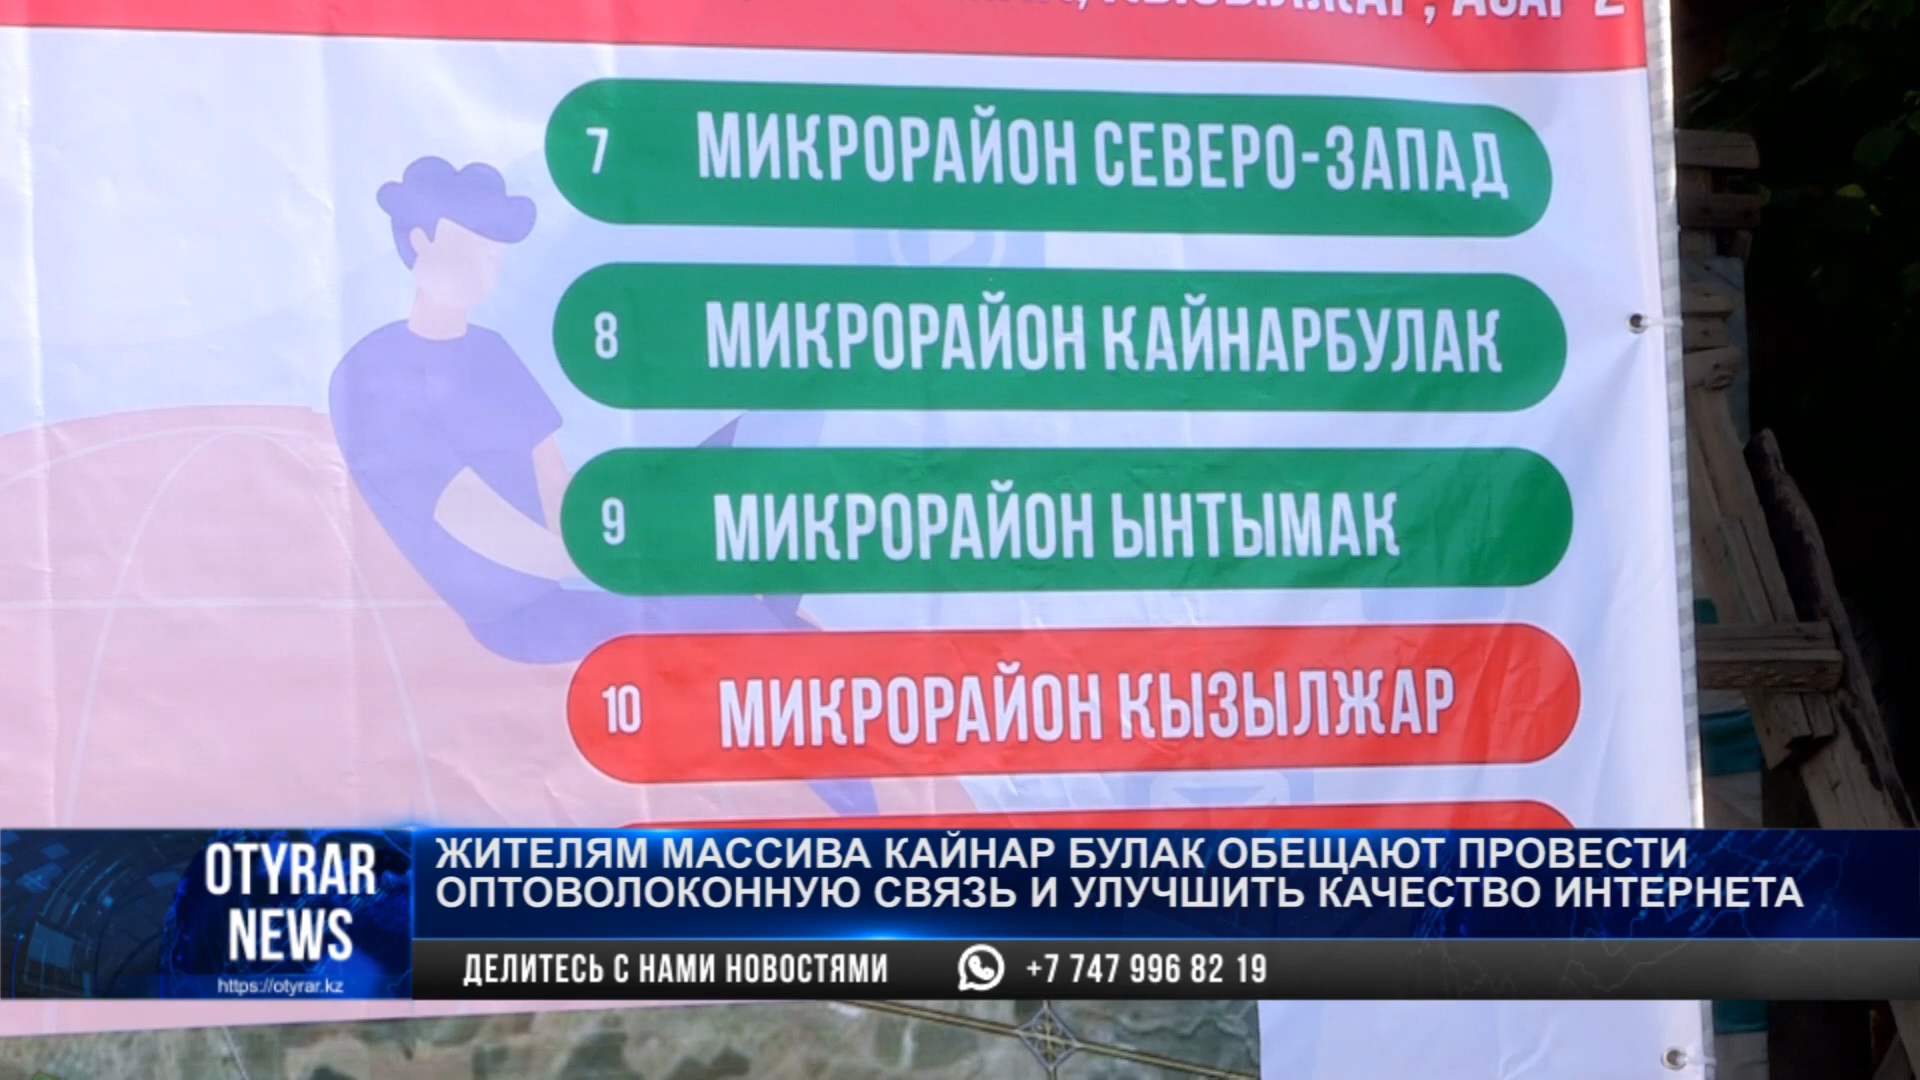 7 МИКРОРАЙОН СЕВЕРО-ЗАПАД
8 МИКРОРАЙОН КАЙНАРБУЛАК
9 МИКРОРАЙОН ЫНТЫМАК
10 МИКРОРАЙОН КЫЗЫЛЖАР
OTYRAR
NEWS
https://otyrar.kz
ЖИТЕЛЯМ МАССИВА КАЙНАР БУЛАК ОБЕЩАЮТ ПРОВЕСТИ
ОПТОВОЛОКОННУЮ СВЯЗЬ И УЛУЧШИТЬ КАЧЕСТВО ИНТЕРНЕТА
ДЕЛИТЕСЬ С НАМИ НОВОСТЯМИ +7 747 996 82 19